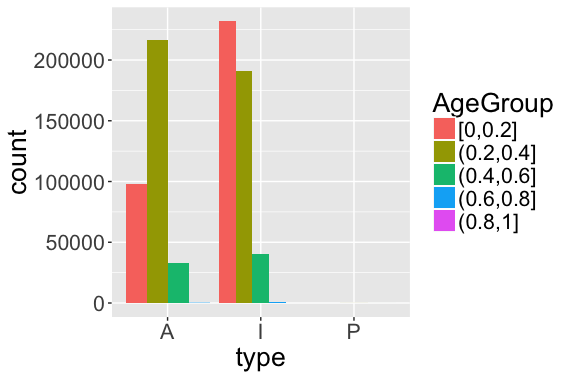 200000
150000
100000
50000
0
count
A I P
type
AgeGroup
[0,0.2]
(0.2,0.4]
(0.4,0.6]
(0.6,0.8]
(0.8,1]